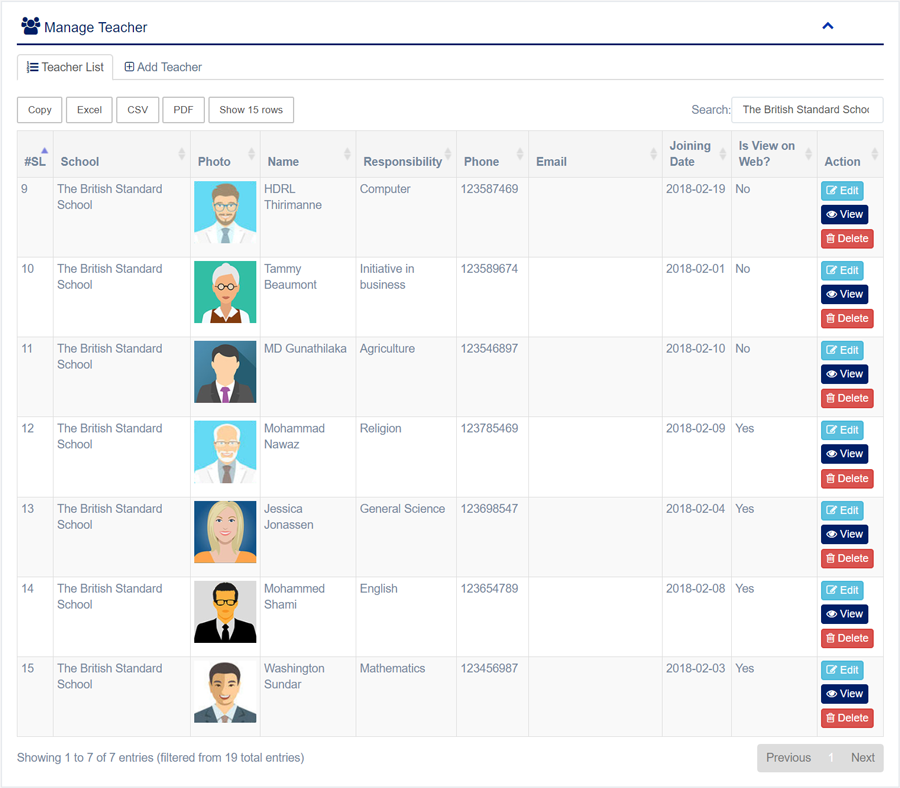 Manage Teacher
Teacher List Add Teacher
Copy Excel CSV PDF Show 15 rows Search: The British Standard Schoo
#SL School Photo Name Responsibility Phone Email Joining Date Is View on Web? Action
9 The British Standard School HDRL Thirimanne Computer 123587469 2018-02-19 No Edit
View
Delete
10 The British Standard School Tammy Beaumont Initiative in business 123589674 2018-02-01 No Edit
View
Delete
11 The British Standard School MD Gunathilaka Agriculture 123546897 2018-02-10 No Edit
View
Delete
12 The British Standard School Mohammad Nawaz Religion 123785469 2018-02-09 Yes Edit
View
Delete
13 The British Standard School Jessica Jonassen General Science 123698547 2018-02-04 Yes Edit
View
Delete
14 The British Standard School Mohammed Shami English 123654789 2018-02-08 Yes Edit
View
Delete
15 The British Standard School Washington Sundar Mathematics 123456987 2018-02-03 Yes Edit
View
Delete
Showing 1 to 7 of 7 entries (filtered from 19 total entries) Previous 1 Next